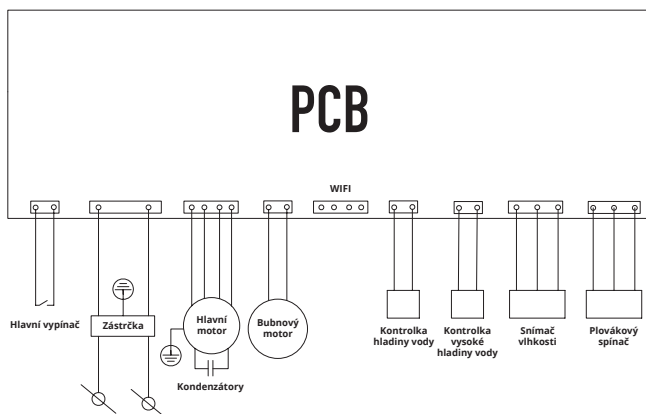 PCB
WIFI
Hlavní vypínač
Zástrčka
Hlavní
motor
Kondenzátory
Bubnový
motor
Kontrolka
hladiny vody
Kontrolka
vysoké
hladiny vody
Snímač
vlhkosti
Plovákový
spínač